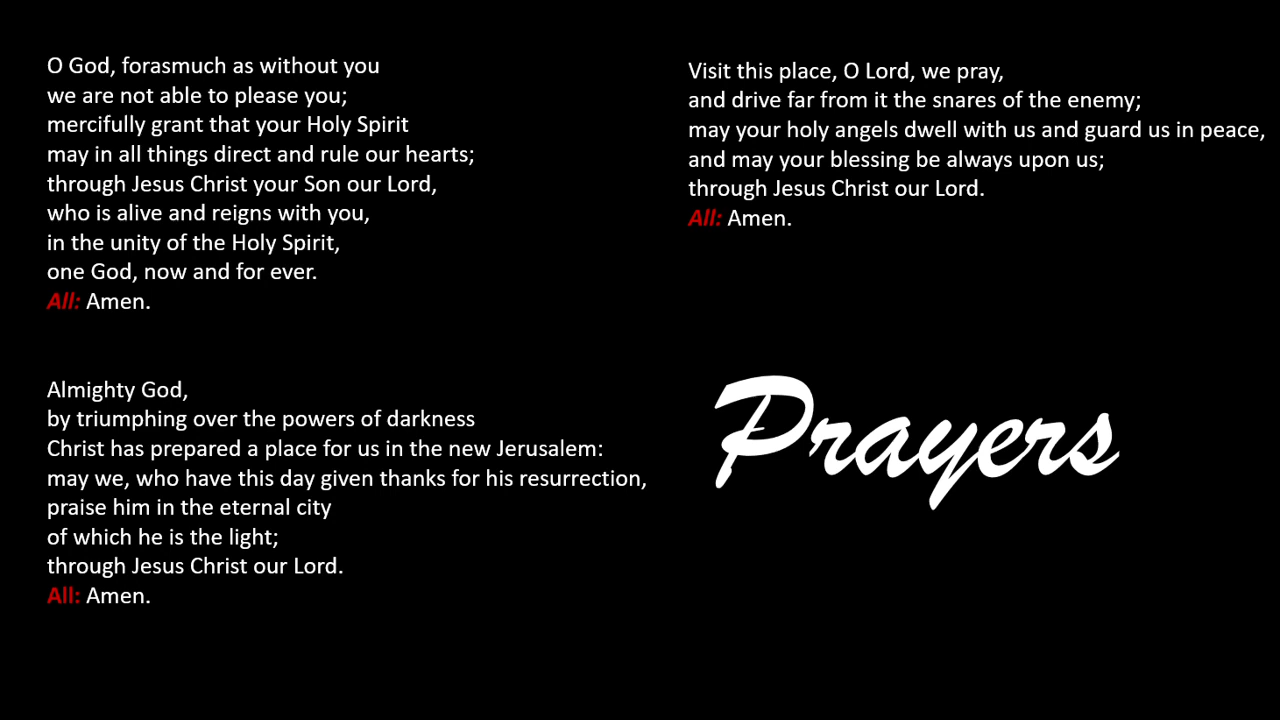 O God, forasmuch as without you
we are not able to please you;
mercifully grant that your Holy Spirit
may in all things direct and rule our hearts;
through Jesus Christ your Son our Lord,
who is alive and reigns with you,
in the unity of the Holy Spirit,
one God, now and for ever.
All: Amen.
Almighty God,
by triumphing over the powers of darkness
Christ has prepared a place for us in the new Jerusalem:
may we, who have this day given thanks for his resurrection,
praise him in the eternal city
of which he is the light;
through Jesus Christ our Lord.
All: Amen.
Visit this place, O Lord, we pray,
and drive far from it the snares of the enemy;
may your holy angels dwell with us and guard us in peace,
and may your blessing be always upon us;
through Jesus Christ our Lord.
All: Amen.
Prayers